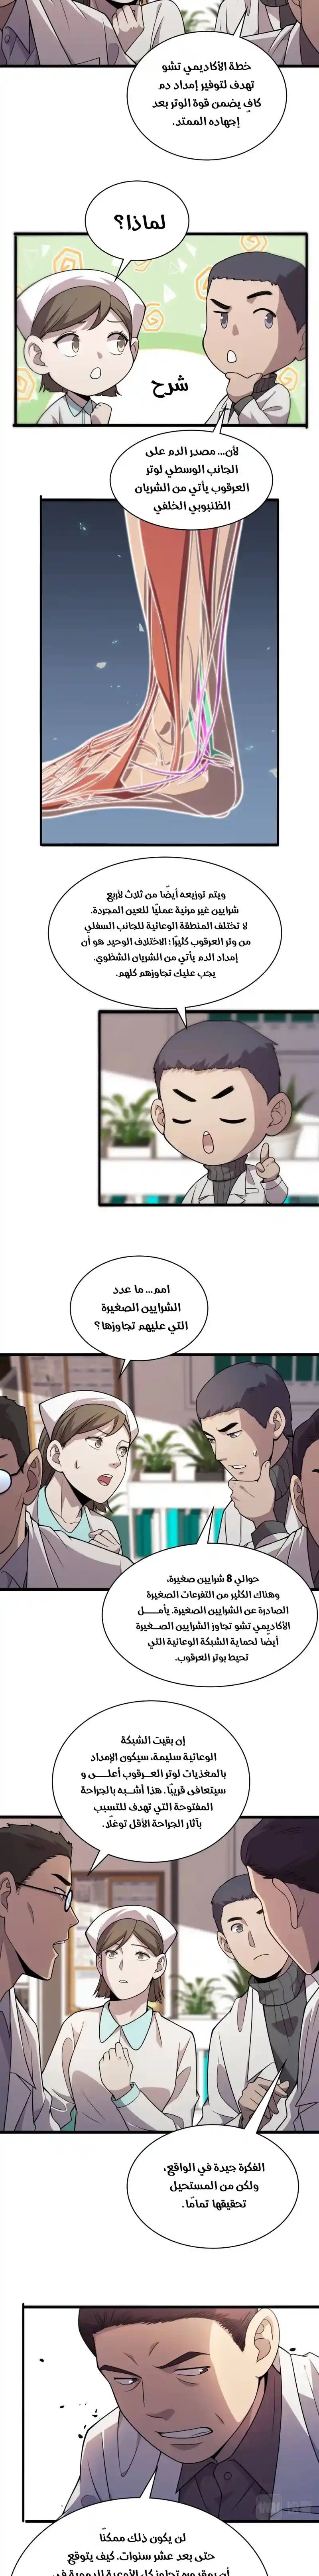 خطة الأكاديمي تشو
تهدف لتوفير إمداد دم
كافٍ يضمن قوة الوتر بعد
إجهاده الممتد.
لماذا؟
شرح
لأن... مصدر الدم على
الجانب الوسطي لوتر
العرقوب يأتي من الشريان
الظنبوبي الخلفي
ويتم توزيعه أيضًا من ثلاث لأربع
شرايين غير مرئية عمليًا للعين المجردة.
لا تختلف المنطقة الوعائية للجانب السفلي
من وتر العرقوب كثيرًا؛ الاختلاف الوحيد هو أن
إمداد الدم يأتي من الشريان الشظوي.
يجب عليك تجاوزهم كلهم.
امم... ما عدد
الشرايين الصغيرة
التي عليهم تجاوزها؟
حوالي 8 شرايين صغيرة،
وهناك الكثير من التفرعات الصغيرة
الصادرة عن الشرايين الصغيرة. يأمــل
الأكاديمي تشو تجاوز الشرايين الصــغيرة
أيضًا لحماية الشبكة الوعائية التي
تحيط بوتر العرقوب.
إن بقيت الشبكة
الوعائية سليمة، سيكون الإمداد
بالمغذيات لوتر العــرقوب أعلــى و
سيتعافى قريبًا. هذا أشــبه بالجراحة
المفتوحة التي تهدف للتسبب
بآثار الجراحة الأقل توغلًا.
الفكرة جيدة في الواقع،
ولكن من المستحيل
تحقيقها تمامًا.
لن يكون ذلك ممكنًا
حتى بعد عشر سنوات. كيف يتوقع